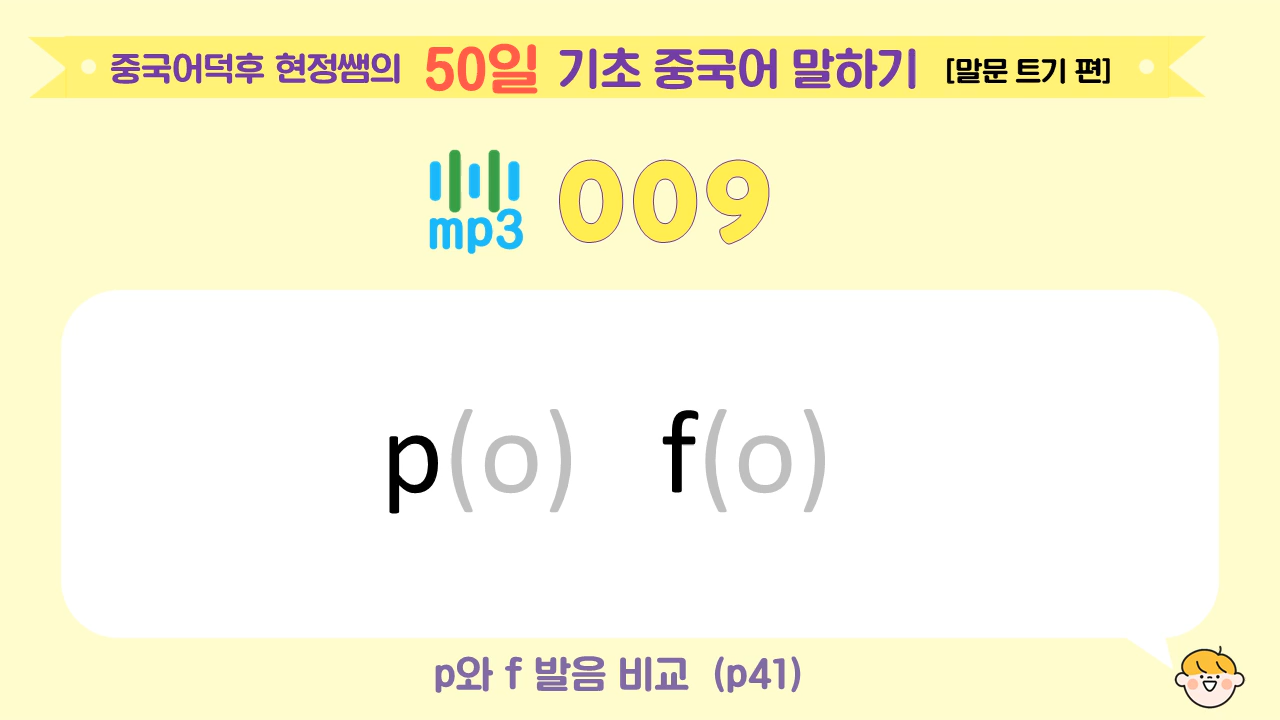 중국어덕후 현정쌤의 50일 기초 중국어 말하기 [말문 트기 편]
mp3 009
p(o) f(o)
p와 f 발음 비교 (p41)